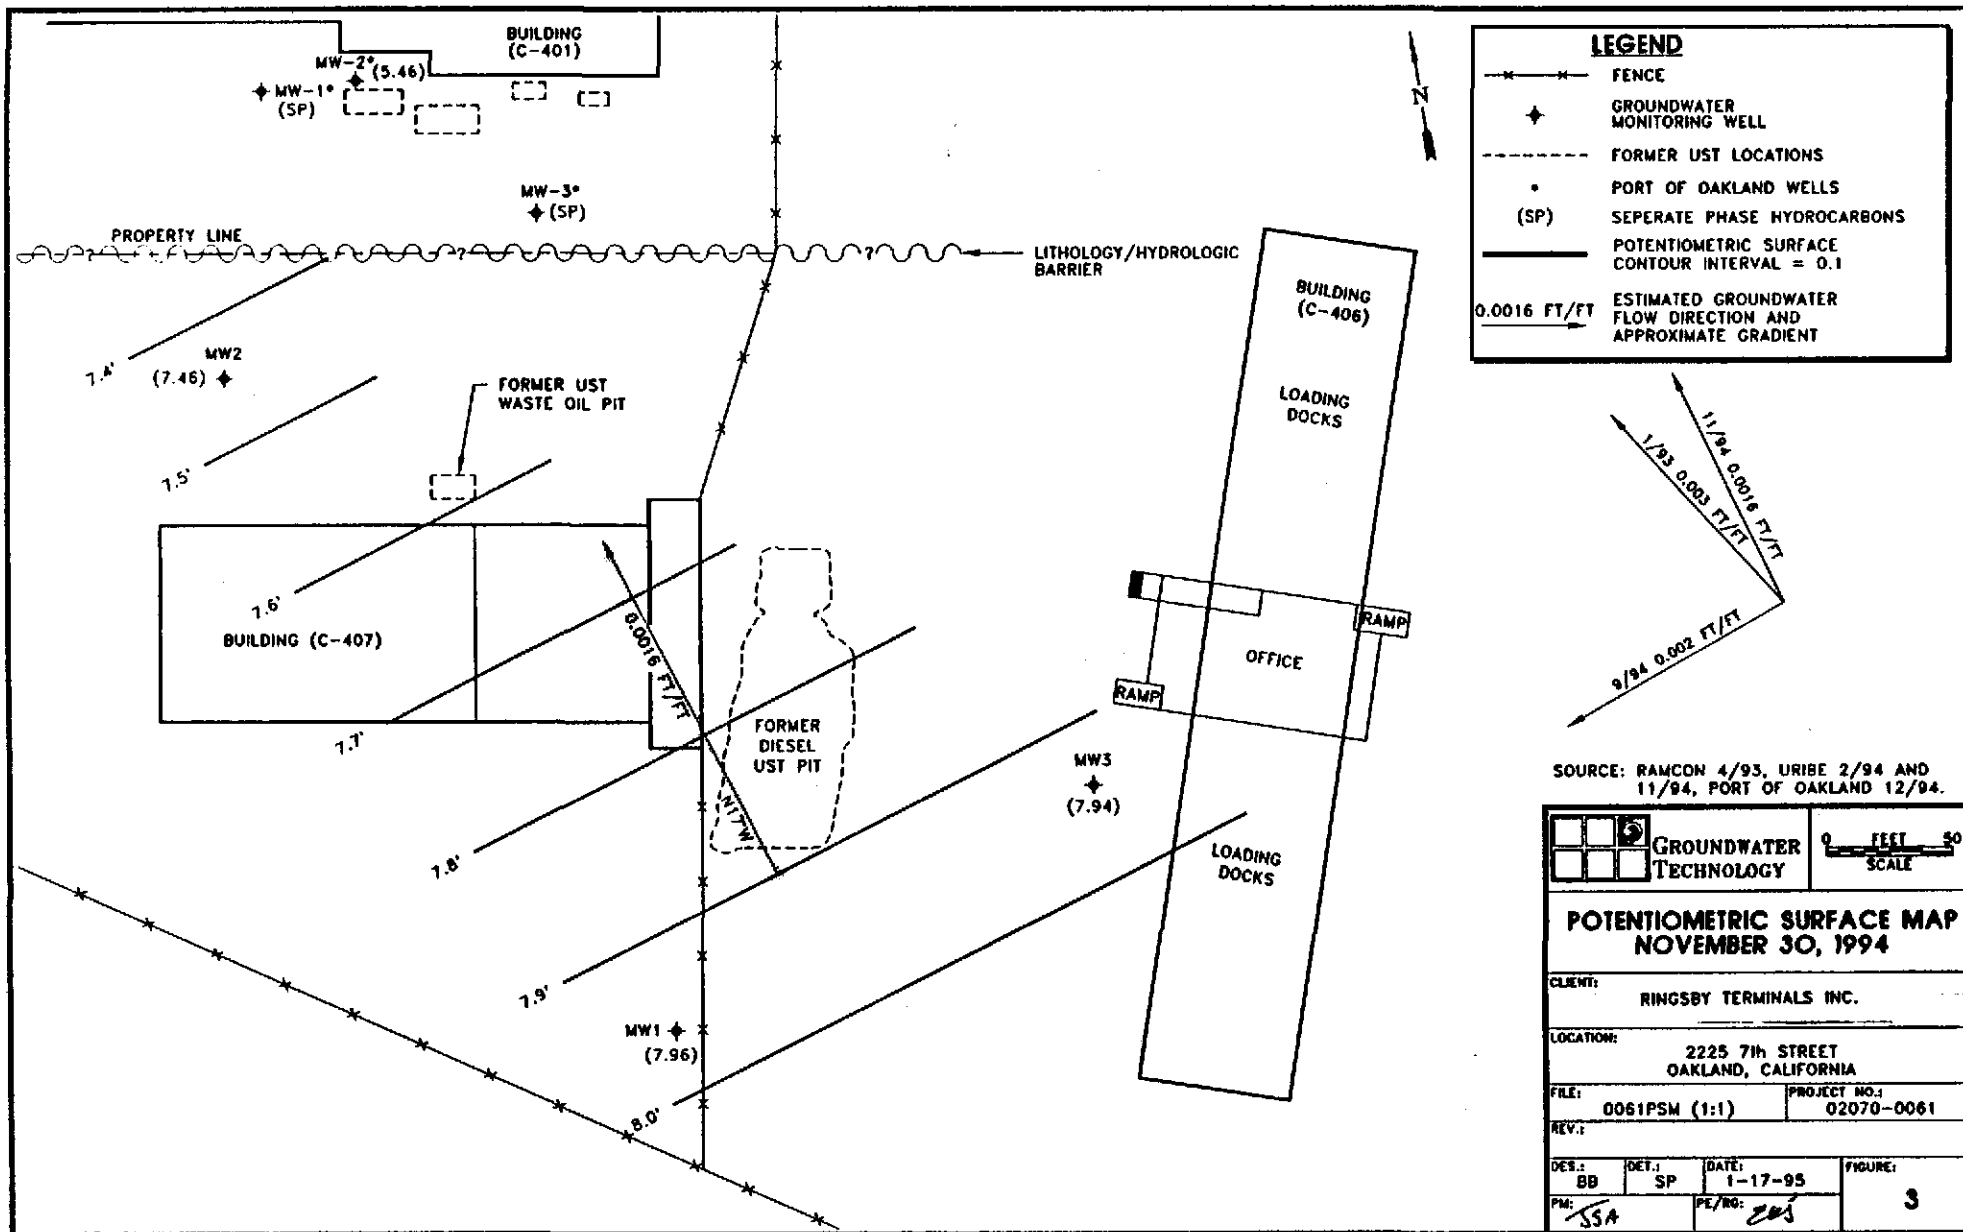 BUILDING
(C-401)
MW-2*
(5.46)
MW-1*
(SP)
MW-3*
(SP)
PROPERTY LINE
?
?
?
LITHOLOGY/HYDROLOGIC
BARRIER
N
LEGEND
FENCE
GROUNDWATER
MONITORING WELL
FORMER UST LOCATIONS
* PORT OF OAKLAND WELLS
(SP) SEPERATE PHASE HYDROCARBONS
POTENTIOMETRIC SURFACE
CONTOUR INTERVAL = 0.1
0.0016 FT/FT
ESTIMATED GROUNDWATER
FLOW DIRECTION AND
APPROXIMATE GRADIENT
7.4'
MW2
(7.46)
7.5'
FORMER UST
WASTE OIL PIT
7.6'
BUILDING (C-407)
7.7'
0.0016 FT/FT
N17W
FORMER
DIESEL
UST PIT
7.8'
7.9'
MW1
(7.96)
8.0'
MW3
(7.94)
BUILDING
(C-406)
LOADING
DOCKS
RAMP
OFFICE
RAMP
LOADING
DOCKS
11/94 0.0016 FT/FT
1/93 0.003 FT/FT
9/94 0.002 FT/FT
SOURCE: RAMCON 4/93, URIBE 2/94 AND
11/94, PORT OF OAKLAND 12/94.
GROUNDWATER
TECHNOLOGY
0 FEET 50
SCALE
POTENTIOMETRIC SURFACE MAP
NOVEMBER 30, 1994
CLIENT:
RINGSBY TERMINALS INC.
LOCATION:
2225 7th STREET
OAKLAND, CALIFORNIA
FILE:
0061PSM (1:1)
PROJECT NO.:
02070-0061
REV.:
DES.:
BB
DET.:
SP
DATE:
1-17-95
FIGURE:
3
PM:
JSA
PE/RG: